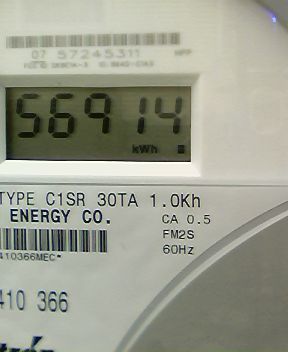 07 57245311
56914
kWh
TYPE C1SR 30TA 1.0Kh
ENERGY CO. CA 0.5
FM2S
410366MEC* 60Hz
410 366